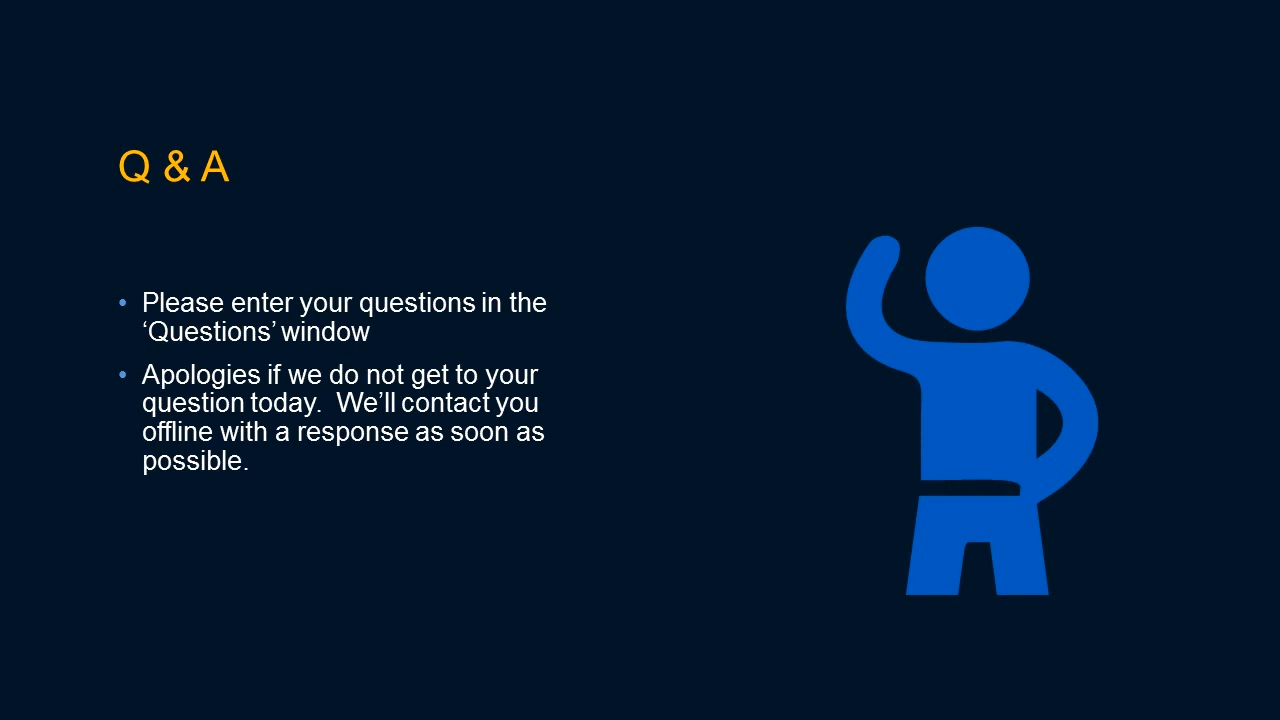 Q & A
• Please enter your questions in the
‘Questions’ window
• Apologies if we do not get to your
question today.  We’ll contact you
offline with a response as soon as
possible.